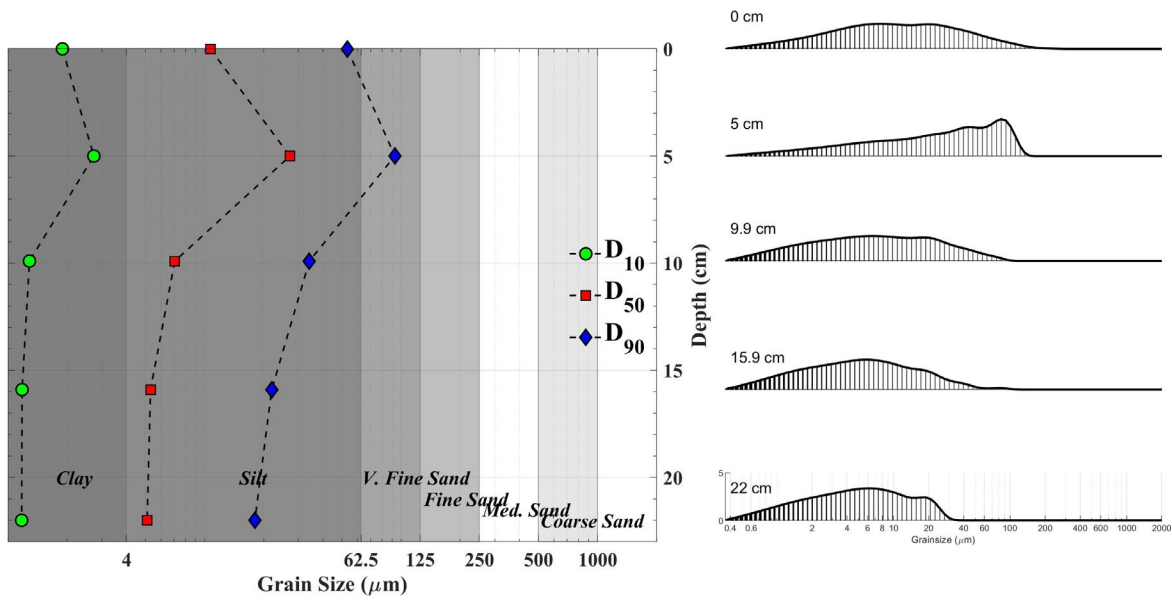 0
5
10
15
20
Depth (cm)
D10
D50
D90
Clay
Silt
V. Fine Sand
Fine Sand
Med. Sand
Coarse Sand
4
62.5
125
250
500
1000
Grain Size (μm)
0 cm
5 cm
9.9 cm
15.9 cm
22 cm
5
0
0.4 0.6 2 4 6 8 10 20 40 60 100 200 400 600 1000 2000
Grainsize (μm)